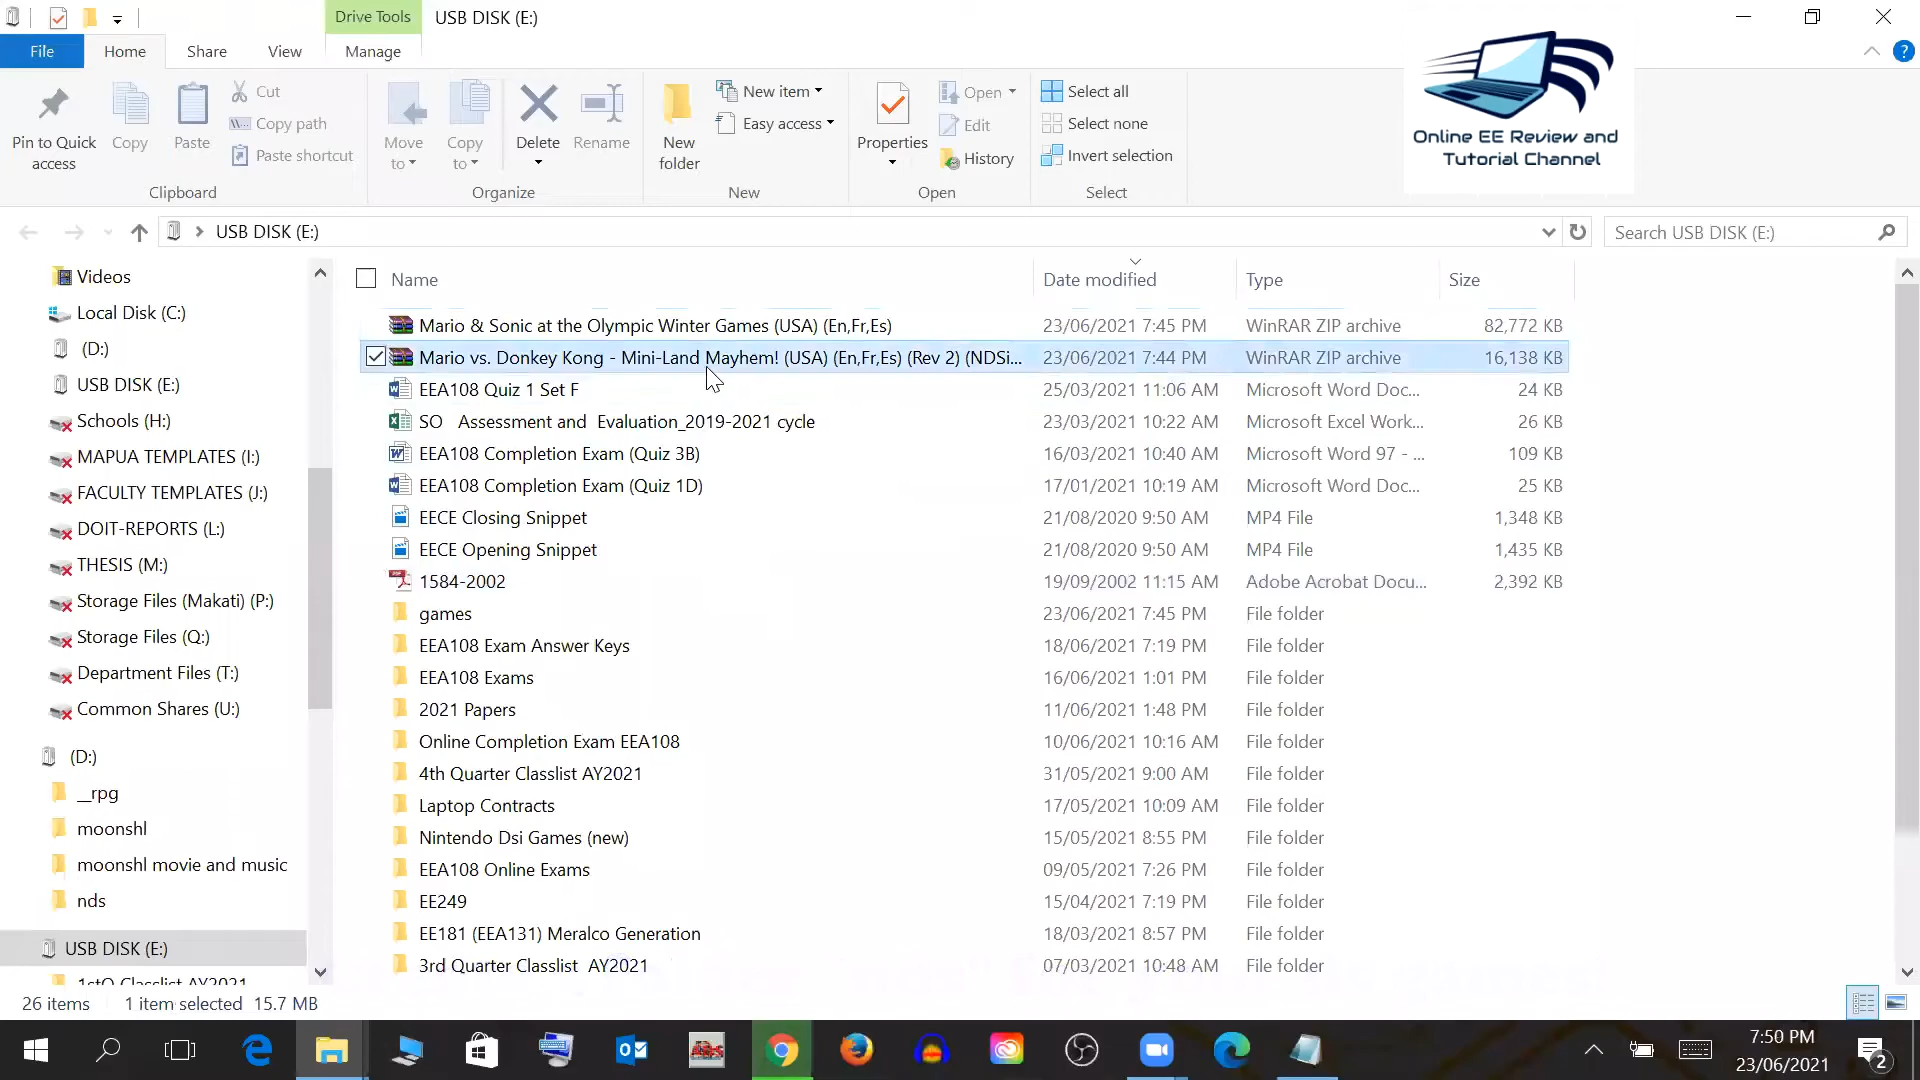 Drive Tools
USB DISK (E:)
File
Home
Share
View
Manage
Pin to Quick access
Copy
Paste
Cut
Copy path
Paste shortcut
Clipboard
Move to
Copy to
Delete
Rename
Organize
New folder
New item
Easy access
New
Properties
Open
Edit
History
Open
Select all
Select none
Invert selection
Select
Online EE Review and
Tutorial Channel
USB DISK (E:)
Search USB DISK (E:)
Videos
Local Disk (C:)
(D:)
USB DISK (E:)
Schools (H:)
MAPUA TEMPLATES (I:)
FACULTY TEMPLATES (J:)
DOIT-REPORTS (L:)
THESIS (M:)
Storage Files (Makati) (P:)
Storage Files (Q:)
Department Files (T:)
Common Shares (U:)
(D:)
__rpg
moonshl
moonshl movie and music
nds
USB DISK (E:)
1stQ Classlist AY2021
Name Date modified Type Size
Mario & Sonic at the Olympic Winter Games (USA) (En,Fr,Es) 23/06/2021 7:45 PM WinRAR ZIP archive 82,772 KB
Mario vs. Donkey Kong - Mini-Land Mayhem! (USA) (En,Fr,Es) (Rev 2) (NDSi... 23/06/2021 7:44 PM WinRAR ZIP archive 16,138 KB
EEA108 Quiz 1 Set F 25/03/2021 11:06 AM Microsoft Word Doc... 24 KB
SO Assessment and Evaluation_2019-2021 cycle 23/03/2021 10:22 AM Microsoft Excel Work... 26 KB
EEA108 Completion Exam (Quiz 3B) 16/03/2021 10:40 AM Microsoft Word 97 - ... 109 KB
EEA108 Completion Exam (Quiz 1D) 17/01/2021 10:19 AM Microsoft Word Doc... 25 KB
EECE Closing Snippet 21/08/2020 9:50 AM MP4 File 1,348 KB
EECE Opening Snippet 21/08/2020 9:50 AM MP4 File 1,435 KB
1584-2002 19/09/2002 11:15 AM Adobe Acrobat Docu... 2,392 KB
games 23/06/2021 7:45 PM File folder
EEA108 Exam Answer Keys 18/06/2021 7:19 PM File folder
EEA108 Exams 16/06/2021 1:01 PM File folder
2021 Papers 11/06/2021 1:48 PM File folder
Online Completion Exam EEA108 10/06/2021 10:16 AM File folder
4th Quarter Classlist AY2021 31/05/2021 9:00 AM File folder
Laptop Contracts 17/05/2021 10:09 AM File folder
Nintendo Dsi Games (new) 15/05/2021 8:55 PM File folder
EEA108 Online Exams 09/05/2021 7:26 PM File folder
EE249 15/04/2021 7:19 PM File folder
EE181 (EEA131) Meralco Generation 18/03/2021 8:57 PM File folder
3rd Quarter Classlist AY2021 07/03/2021 10:48 AM File folder
26 items 1 item selected 15.7 MB
7:50 PM
23/06/2021
2